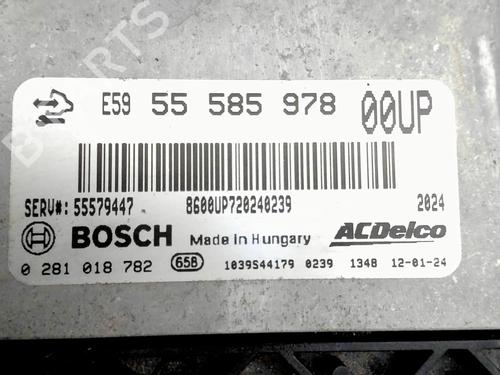 E59 55 585 978 00UP
SERV#: 55579447 8600UP720240239 2024
BOSCH Made in Hungary ACDelco
0 281 018 782 65B 1039S44179 0239 1348 12-01-24